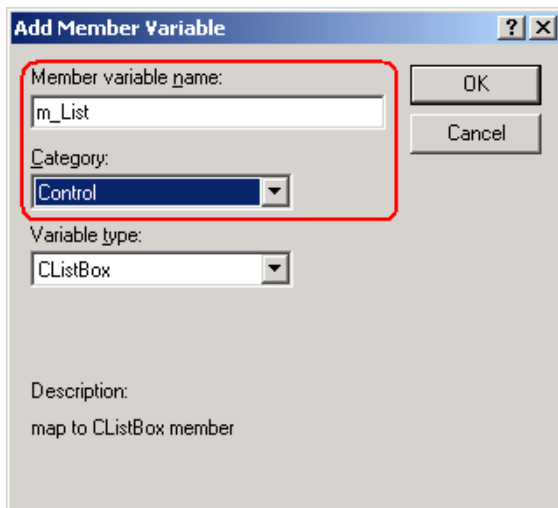 Add Member Variable
Member variable name:
OK
m_List
Cancel
Category:
Control
Variable type:
CListBox
Description:
map to CListBox member